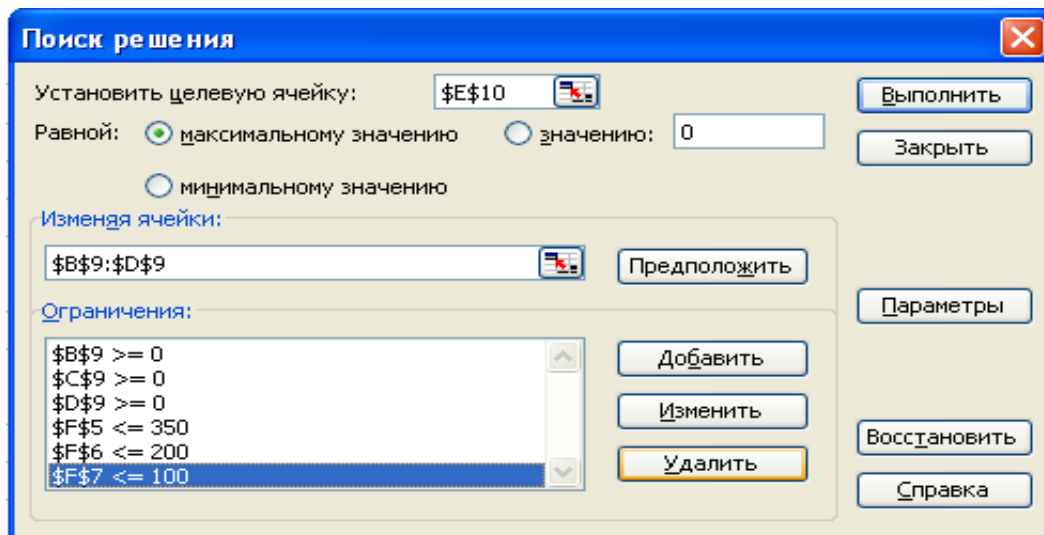 Поиск решения
Установить целевую ячейку: $E$10
Выполнить
Равной: максимальному значению значению: 0
Закрыть
минимальному значению
Изменяя ячейки:
$B$9:$D$9
Предположить
Параметры
Ограничения:
$B$9 >= 0
$C$9 >= 0
$D$9 >= 0
$F$5 <= 350
$F$6 <= 200
$F$7 <= 100
Добавить
Изменить
Удалить
Восстановить
Справка